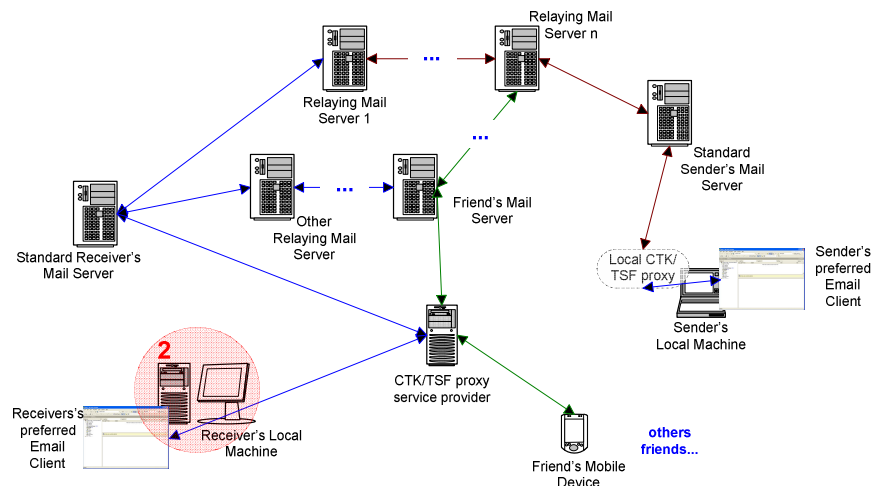 Relaying Mail
Server n
...
Relaying Mail
Server 1
...
Standard
Sender's Mail
Server
...
Other
Relaying Mail
Server
Friend's Mail
Server
Standard Receiver's
Mail Server
Local CTK/
TSF proxy
Sender's
preferred
Email
Client
Sender's
Local Machine
CTK/TSF proxy
service provider
2
Receivers's
preferred
Email
Client
Receiver's Local
Machine
others
friends...
Friend's Mobile
Device